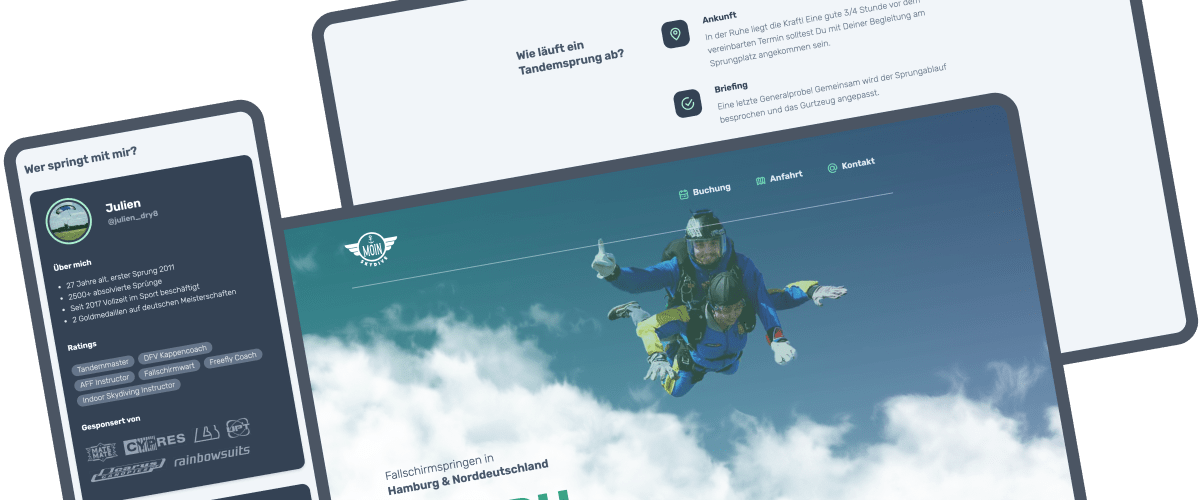 Wie läuft ein
Tandemsprung ab?
Ankunft
In der Ruhe liegt die Kraft! Eine gute 3/4 Stunde vor dem
vereinbarten Termin solltest Du mit Deiner Begleitung am
Sprungplatz angekommen sein.
Briefing
Eine letzte Generalprobe! Gemeinsam wird der Sprungablauf
besprochen und das Gurtzeug angepasst.
Wer springt mit mir?
Julien
@julien_dry8
Über mich
• 27 Jahre alt, erster Sprung 2011
• 2500+ absolvierte Sprünge
• Seit 2017 Vollzeit im Sport beschäftigt
• 2 Goldmedaillen auf deutschen Meisterschaften
Ratings
Tandemmaster DFV Kappencoach
AFF Instructor Fallschirmwart Freefly Coach
Indoor Skydiving Instructor
Gesponsert von
MATE MATE CYPRES UPT
rainbowsuits
Buchung Anfahrt Kontakt
MOIN
SKYDIVE
Fallschirmspringen in
Hamburg & Norddeutschland